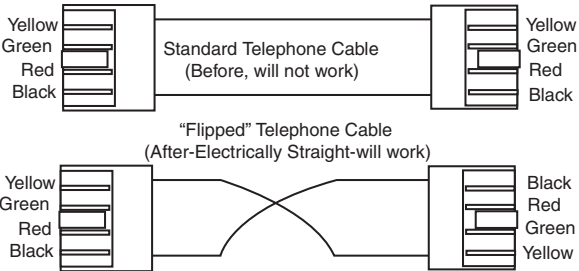 Yellow
Green
Red
Black
Standard Telephone Cable
(Before, will not work)
Yellow
Green
Red
Black
“Flipped” Telephone Cable
(After-Electrically Straight-will work)
Yellow
Green
Red
Black
Black
Red
Green
Yellow